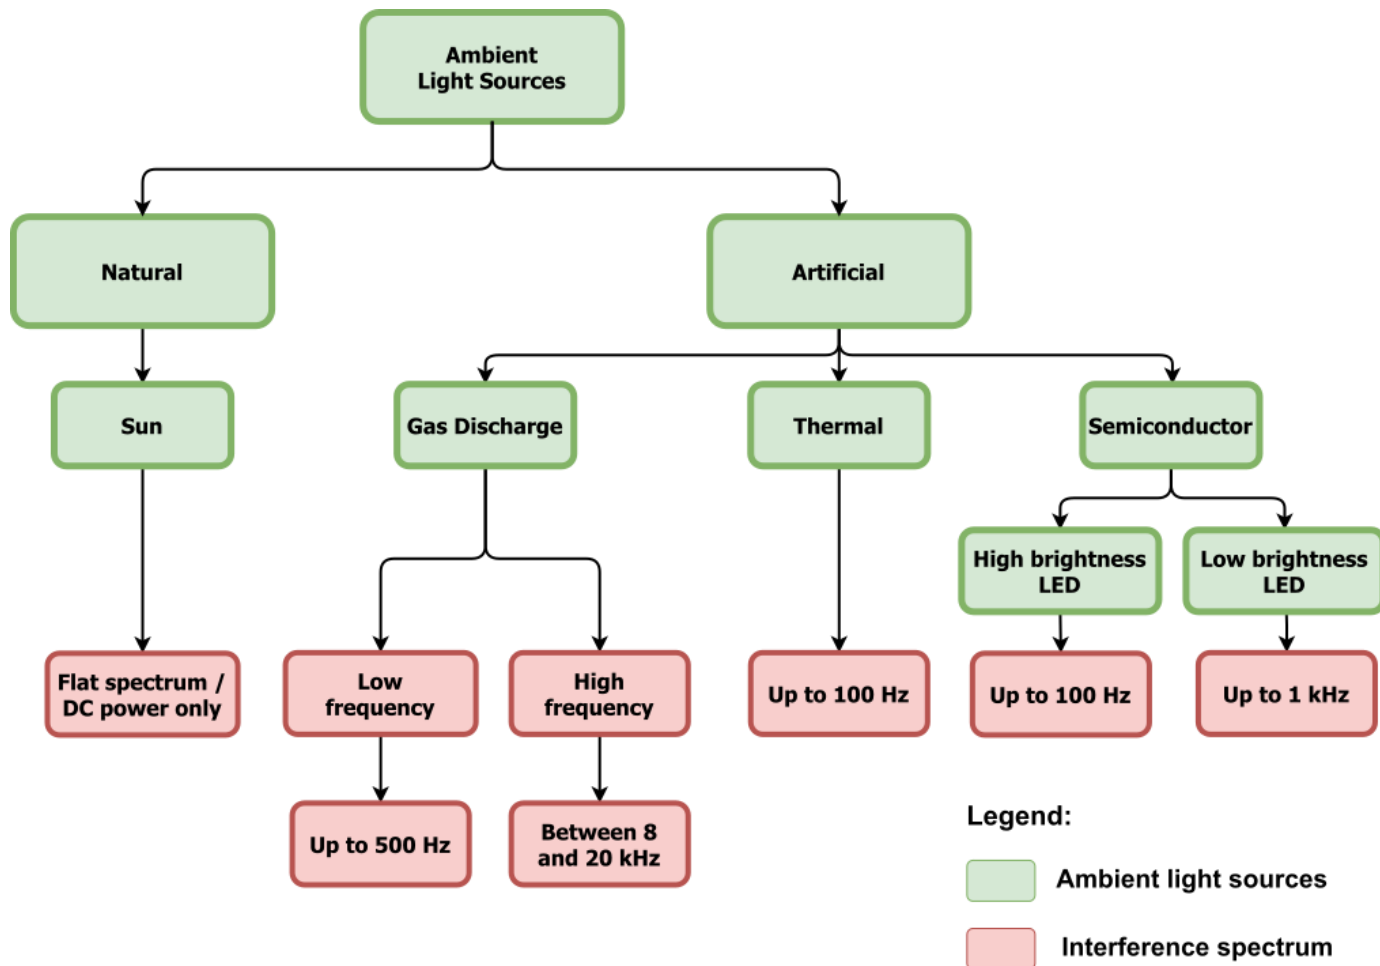 Ambient
Light Sources
Natural
Artificial
Sun
Gas Discharge
Thermal
Semiconductor
High brightness
LED
Low brightness
LED
Flat spectrum /
DC power only
Low
frequency
High
frequency
Up to 100 Hz
Up to 100 Hz
Up to 1 kHz
Up to 500 Hz
Between 8
and 20 kHz
Legend:
Ambient light sources
Interference spectrum